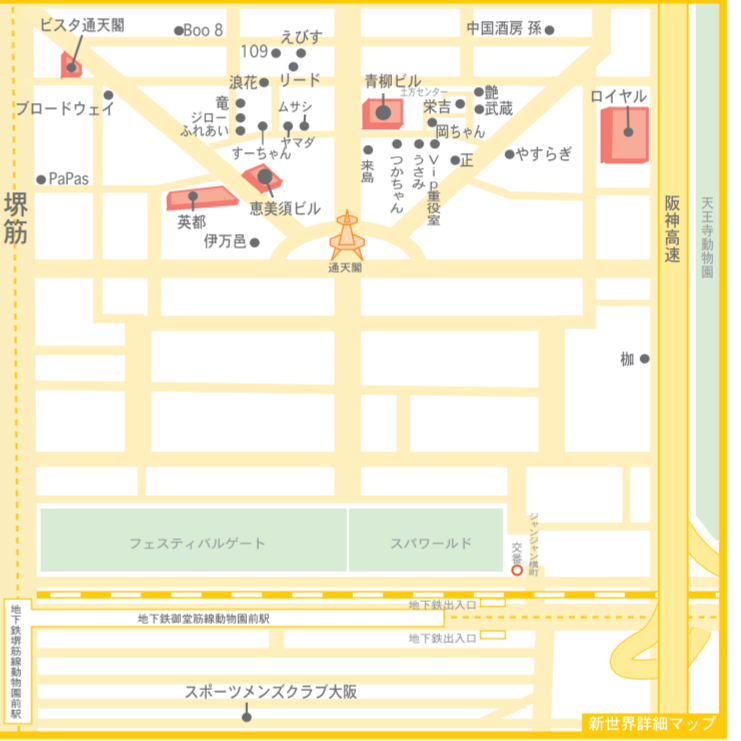 ビスタ通天閣
Boo 8
えびす
109
中国酒房 孫
浪花
リード
青柳ビル
土方センター
艶
ロイヤル
ブロードウェイ
竜
ムサシ
栄吉
武蔵
ジロー
ふれあい
岡ちゃん
すーちゃん
ヤマダ
来島
つかちゃん
うさみ
Vip重役室
正
やすらぎ
PaPas
堺筋
英都
恵美須ビル
伊万邑
通天閣
阪神高速
天王寺動物園
枷
フェスティバルゲート
スパワールド
交番
ジャンジャン横町
地下鉄出入口
地下鉄御堂筋線動物園前駅
地下鉄出入口
地下鉄堺筋線動物園前駅
スポーツメンズクラブ大阪
新世界詳細マップ